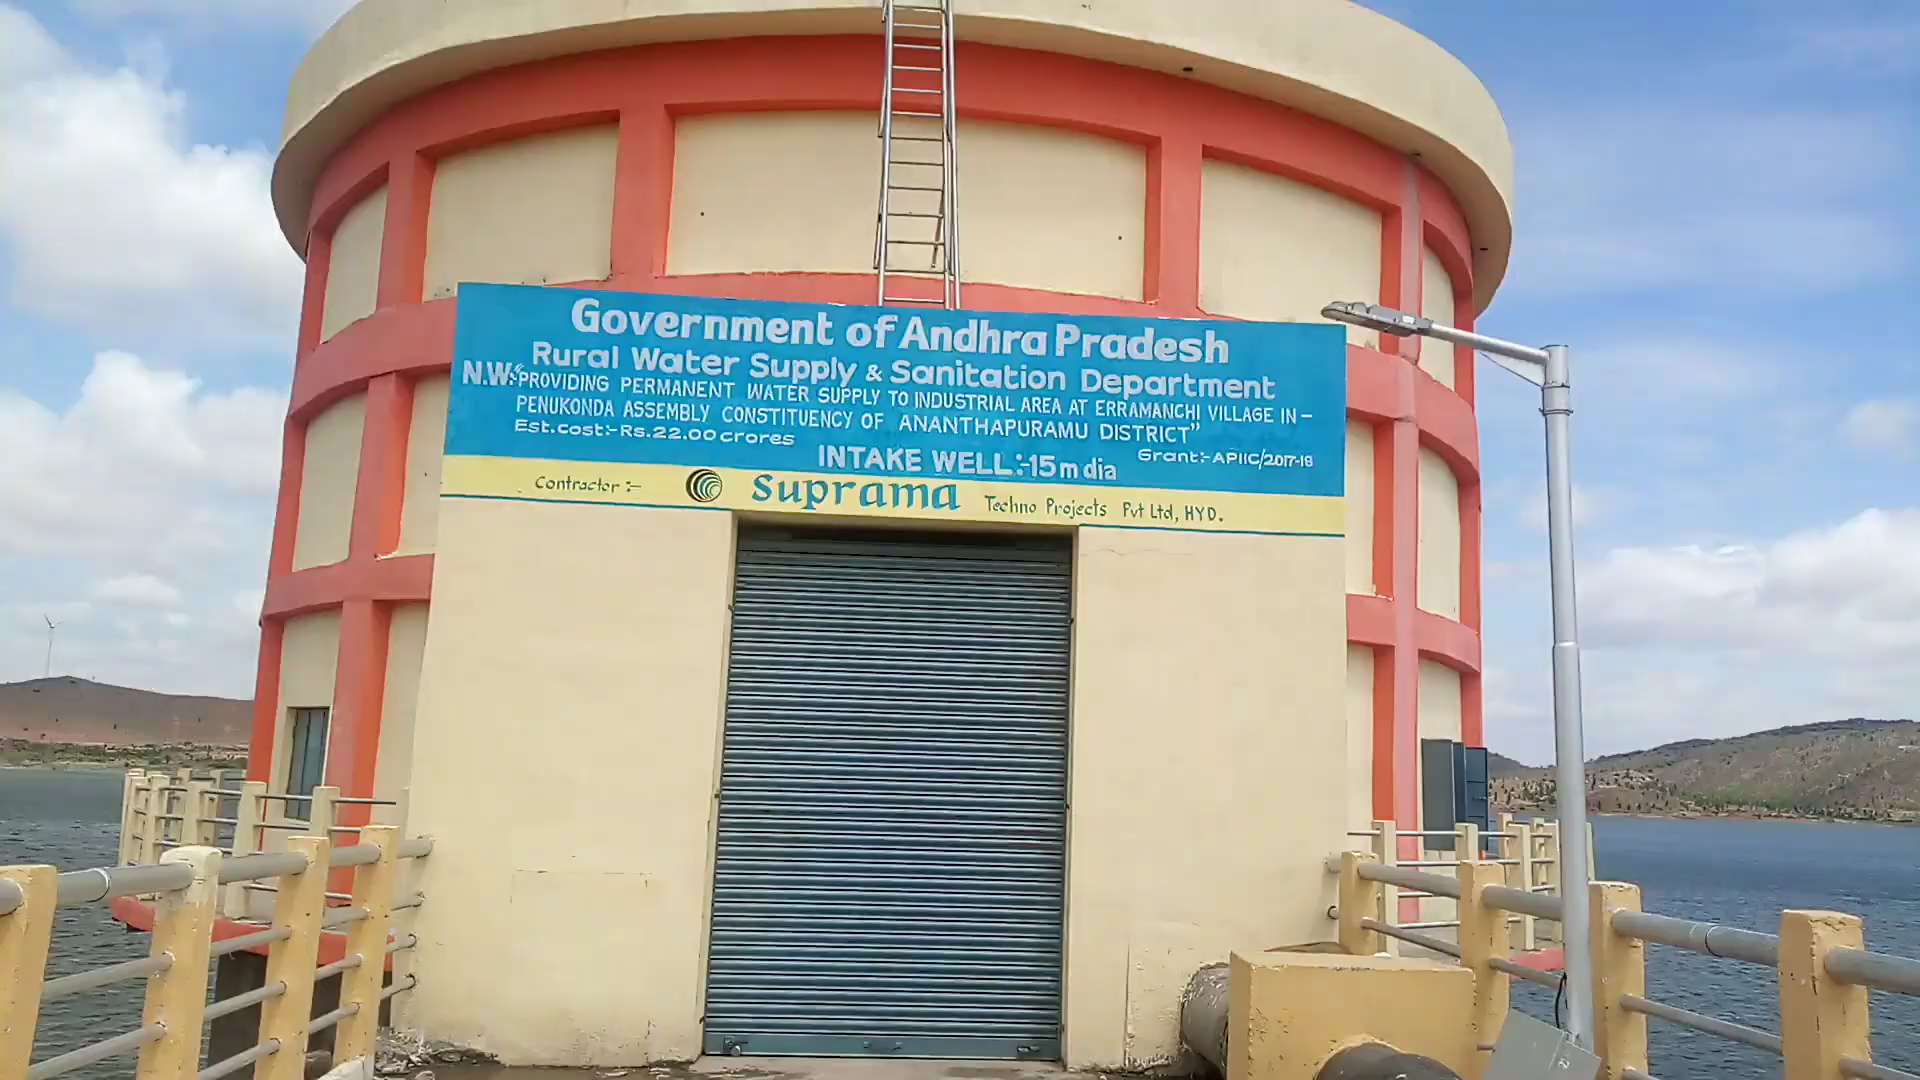 Government of Andhra Pradesh
Rural Water Supply & Sanitation Department
N.W:-"PROVIDING PERMANENT WATER SUPPLY TO INDUSTRIAL AREA AT ERRAMANCHI VILLAGE IN -
PENUKONDA ASSEMBLY CONSTITUENCY OF ANANTHAPURAMU DISTRICT"
Est.cost:-Rs.22.00 crores
Grant:-APIIC/2017-18
INTAKE WELL:-15m dia
Contractor :- Suprama Techno Projects Pvt Ltd, HYD.